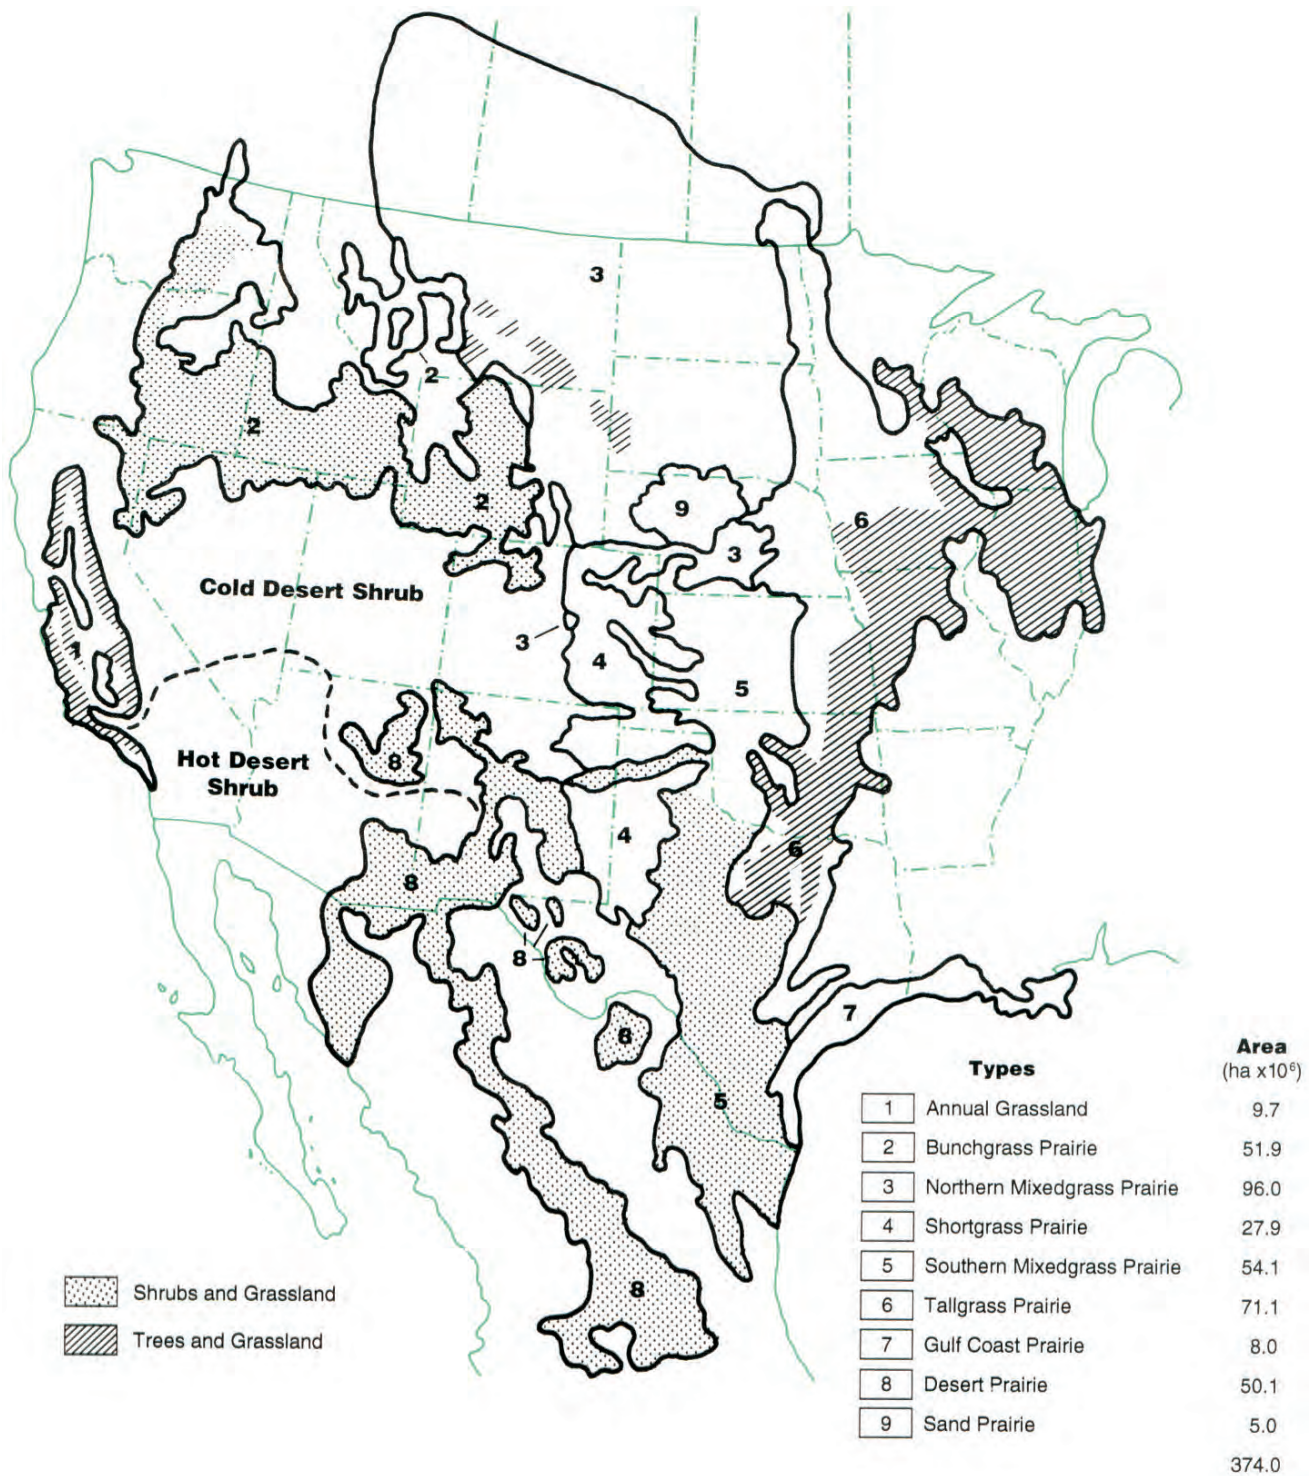 3
2
2
9
2
6
3
Cold Desert Shrub
3
1
4
5
Hot Desert
Shrub
8
4
6
8
8
7
6
5
8
Area
Types (ha x10⁶)
1 Annual Grassland 9.7
2 Bunchgrass Prairie 51.9
3 Northern Mixedgrass Prairie 96.0
4 Shortgrass Prairie 27.9
5 Southern Mixedgrass Prairie 54.1
6 Tallgrass Prairie 71.1
7 Gulf Coast Prairie 8.0
8 Desert Prairie 50.1
9 Sand Prairie 5.0
374.0
Shrubs and Grassland
Trees and Grassland